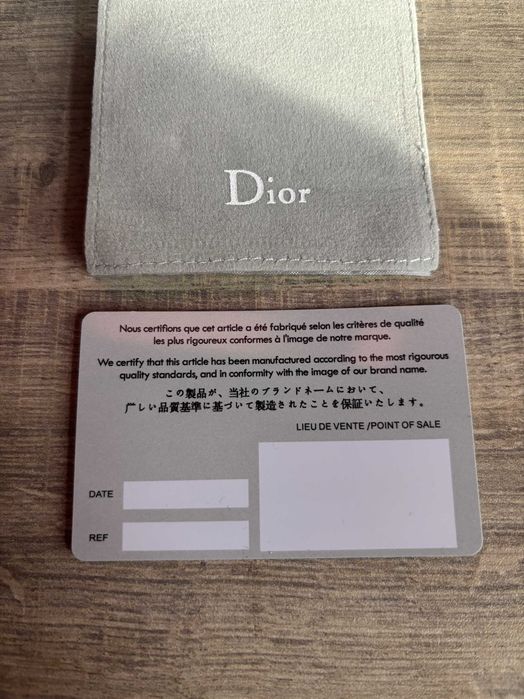 Dior
Nous certifions que cet article a été fabriqué selon les critères de qualité
les plus rigoureux conformes à l'image de notre marque.
We certify that this article has been manufactured according to the most rigourous
quality standards, and in conformity with the image of our brand name.
この製品が、当社のブランドネームにおいて、
厂しい品質基準に基づいて製造されたことを保証いたします。
LIEU DE VENTE /POINT OF SALE
DATE
REF